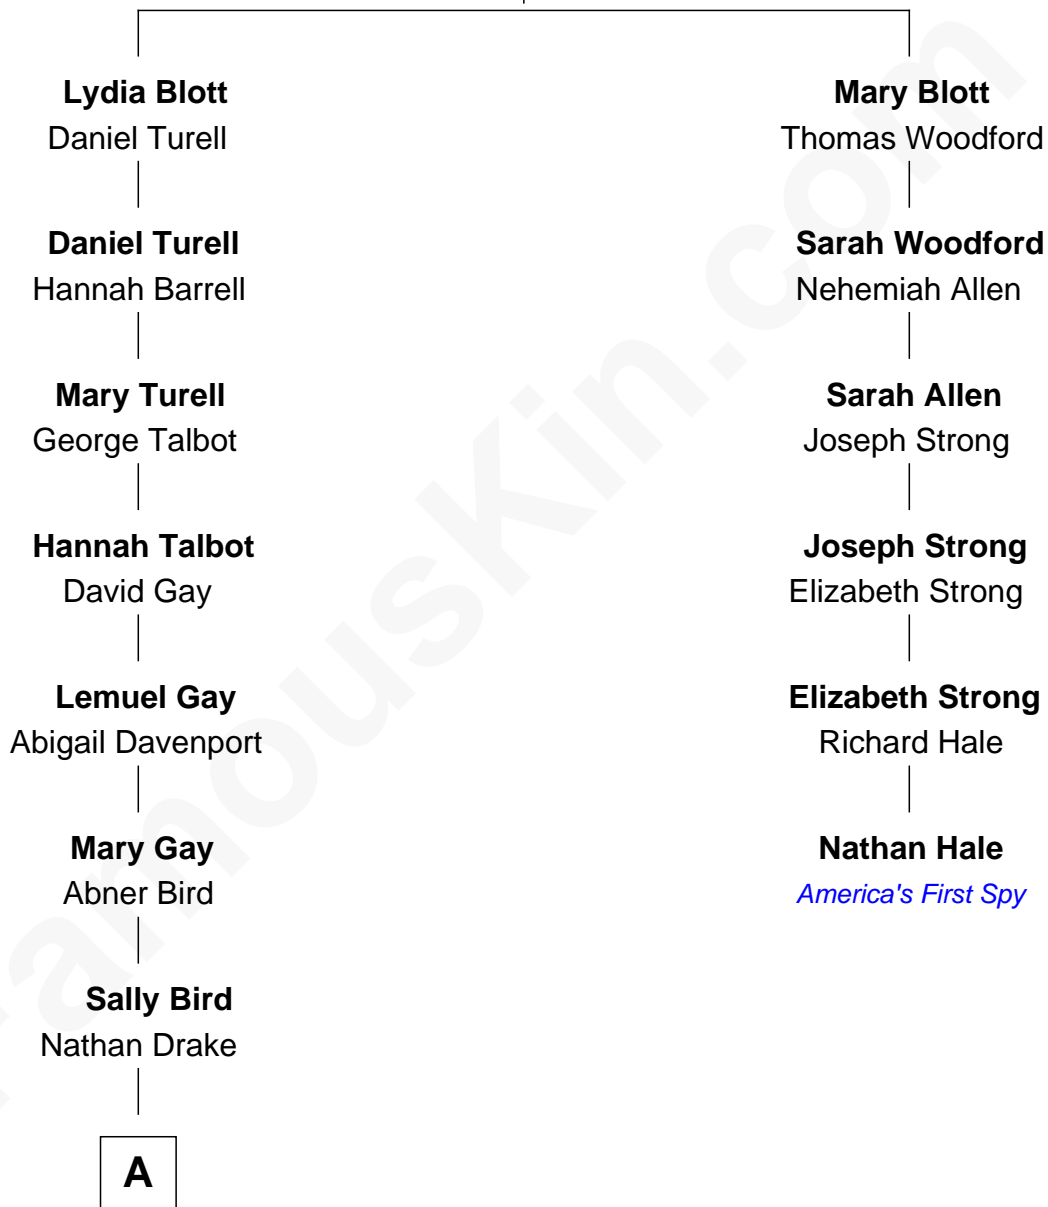 Lydia Blott
Daniel Turell
Daniel Turell
Hannah Barrell
Mary Turell
George Talbot
Hannah Talbot
David Gay
Lemuel Gay
Abigail Davenport
Mary Gay
Abner Bird
Sally Bird
Nathan Drake
A
Mary Blott
Thomas Woodford
Sarah Woodford
Nehemiah Allen
Sarah Allen
Joseph Strong
Joseph Strong
Elizabeth Strong
Elizabeth Strong
Richard Hale
Nathan Hale
America's First Spy
FamousKin.com